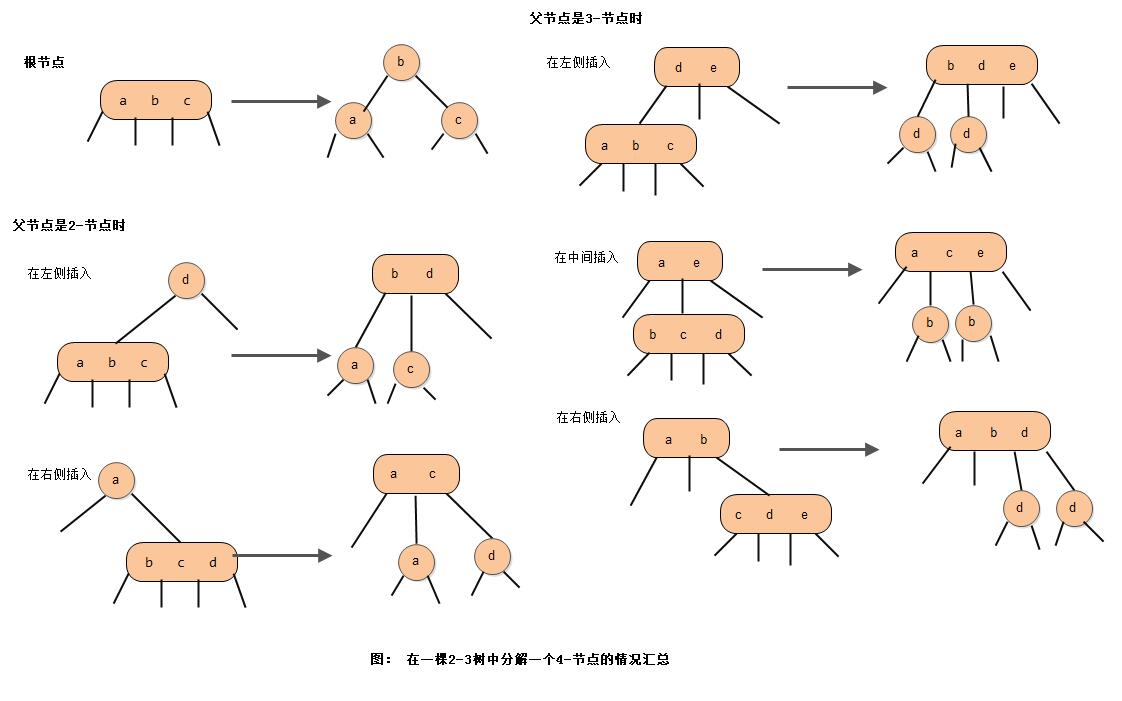 根节点
a b c
b
a
c
父节点是2-节点时
在左侧插入
d
a b c
b d
a
c
在右侧插入
a
b c d
a c
a
d
父节点是3-节点时
在左侧插入
d e
a b c
b d e
d
d
在中间插入
a e
b c d
a c e
b
b
在右侧插入
a b
c d e
a b d
d
d
图： 在一棵2-3树中分解一个4-节点的情况汇总